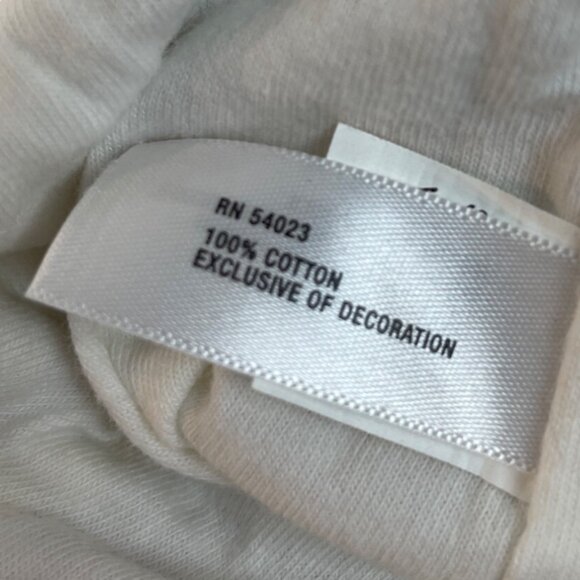 RN 54023
100% COTTON
EXCLUSIVE OF DECORATION